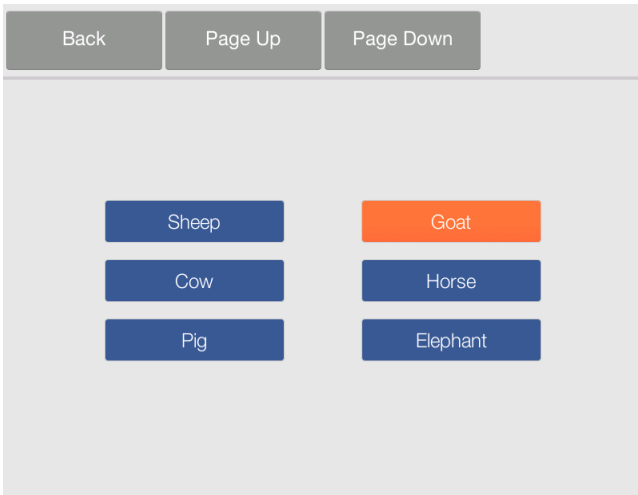 Back
Page Up
Page Down
Sheep
Goat
Cow
Horse
Pig
Elephant